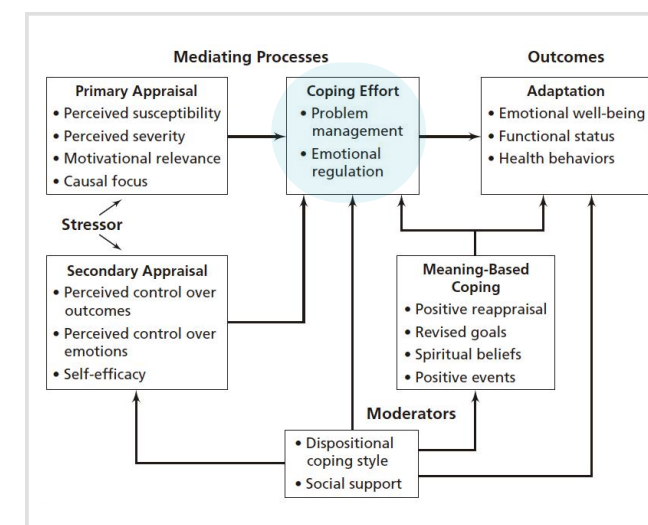 Mediating Processes
Outcomes
Primary Appraisal
• Perceived susceptibility
• Perceived severity
• Motivational relevance
• Causal focus
Coping Effort
• Problem
management
• Emotional
regulation
Adaptation
• Emotional well-being
• Functional status
• Health behaviors
Stressor
Secondary Appraisal
• Perceived control over
outcomes
• Perceived control over
emotions
• Self-efficacy
Meaning-Based
Coping
• Positive reappraisal
• Revised goals
• Spiritual beliefs
• Positive events
Moderators
• Dispositional
coping style
• Social support